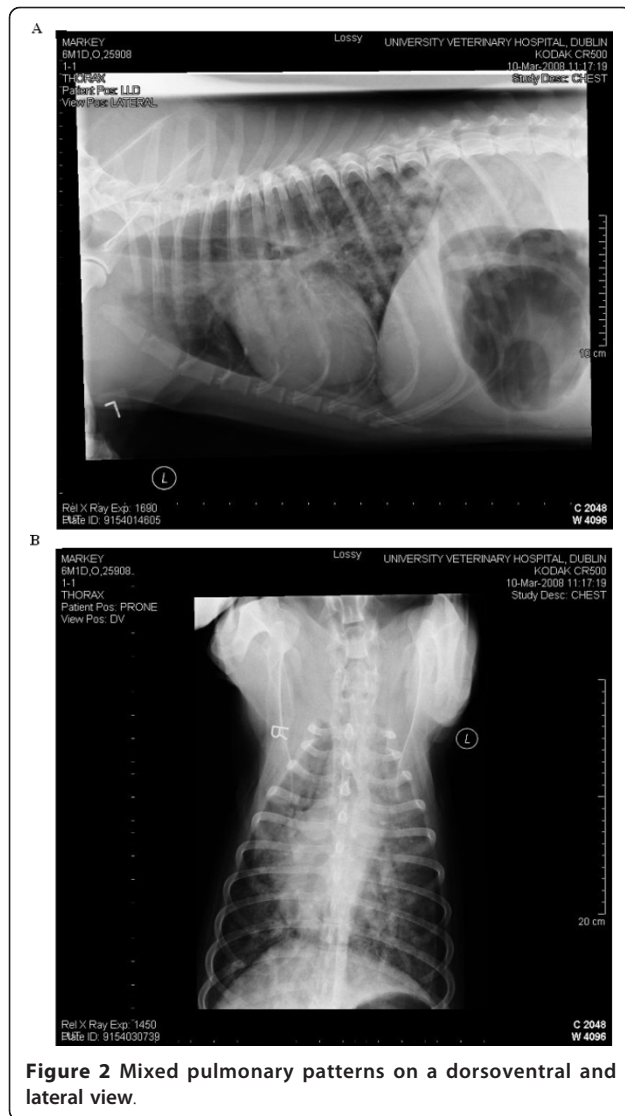 A
MARKEY
6M1D,O,25908
1-1
THORAX
Patient Pos: LLD
View Pos: LATERAL
Lossy
UNIVERSITY VETERINARY HOSPITAL, DUBLIN
KODAK CR500
10-Mar-2008 11:17:19
Study Desc: CHEST
10 cm
L
L
Rel X Ray Exp: 1690
Plate ID: 9154014605
C 2048
W 4096
B
MARKEY
6M1D,O,25908.
1-1
THORAX
Patient Pos: PRONE
View Pos: DV
Lossy
UNIVERSITY VETERINARY HOSPITAL, DUBLIN
KODAK CR500
10-Mar-2008 11:17:19
Study Desc: CHEST
R
L
20 cm
Rel X Ray Exp: 1450
Plate ID: 9154030739
C 2048
W 4096
Figure 2 Mixed pulmonary patterns on a dorsoventral and
lateral view.